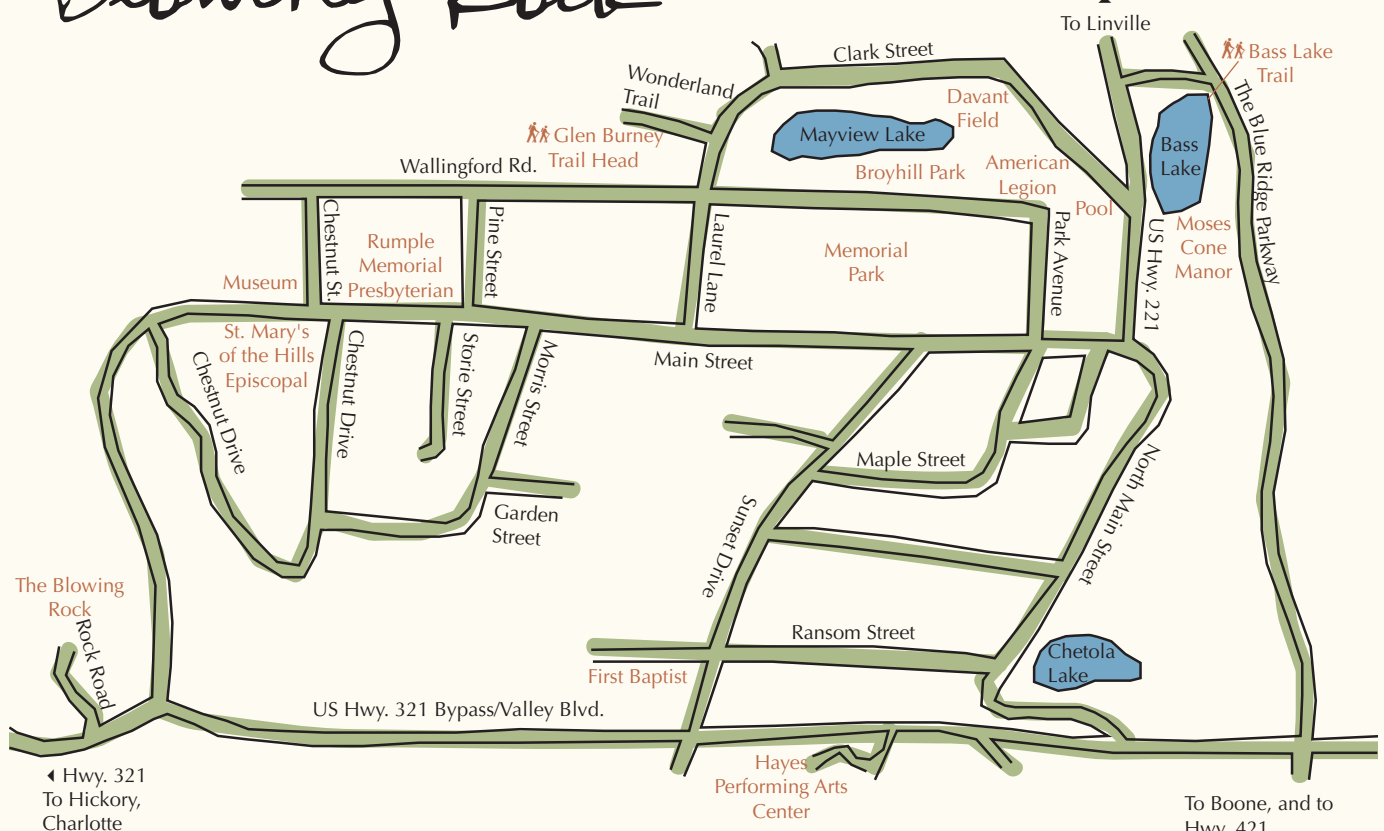 Blowing Rock
To Linville
Clark Street
Bass Lake
Trail
Wonderland
Trail
Davant
Field
The Blue Ridge Parkway
Mayview Lake
Glen Burney
Trail Head
Bass
Lake
Wallingford Rd.
Broyhill Park
American
Legion
Pool
Chestnut St.
Pine Street
Laurel Lane
Park Avenue
US Hwy. 221
Moses
Cone
Manor
Rumple
Memorial
Presbyterian
Memorial
Park
Museum
St. Mary's
of the Hills
Episcopal
Main Street
Chestnut Drive
Chestnut Drive
Storie Street
Morris Street
Maple Street
North Main Street
Garden
Street
Sunset Drive
The Blowing
Rock
Rock Road
Ransom Street
Chetola
Lake
First Baptist
US Hwy. 321 Bypass/Valley Blvd.
Hayes
Performing Arts
Center
Hwy. 321
To Hickory,
Charlotte
To Boone, and to
Hwy. 421